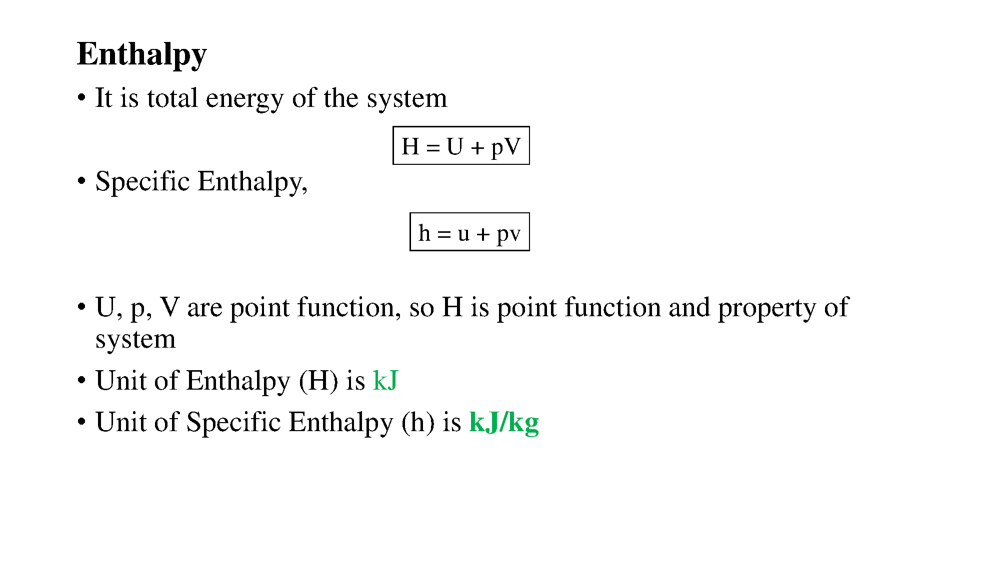 Enthalpy
• It is total energy of the system
H = U + pV
• Specific Enthalpy,
h = u + pv
• U, p, V are point function, so H is point function and property of
system
• Unit of Enthalpy (H) is kJ
• Unit of Specific Enthalpy (h) is kJ/kg